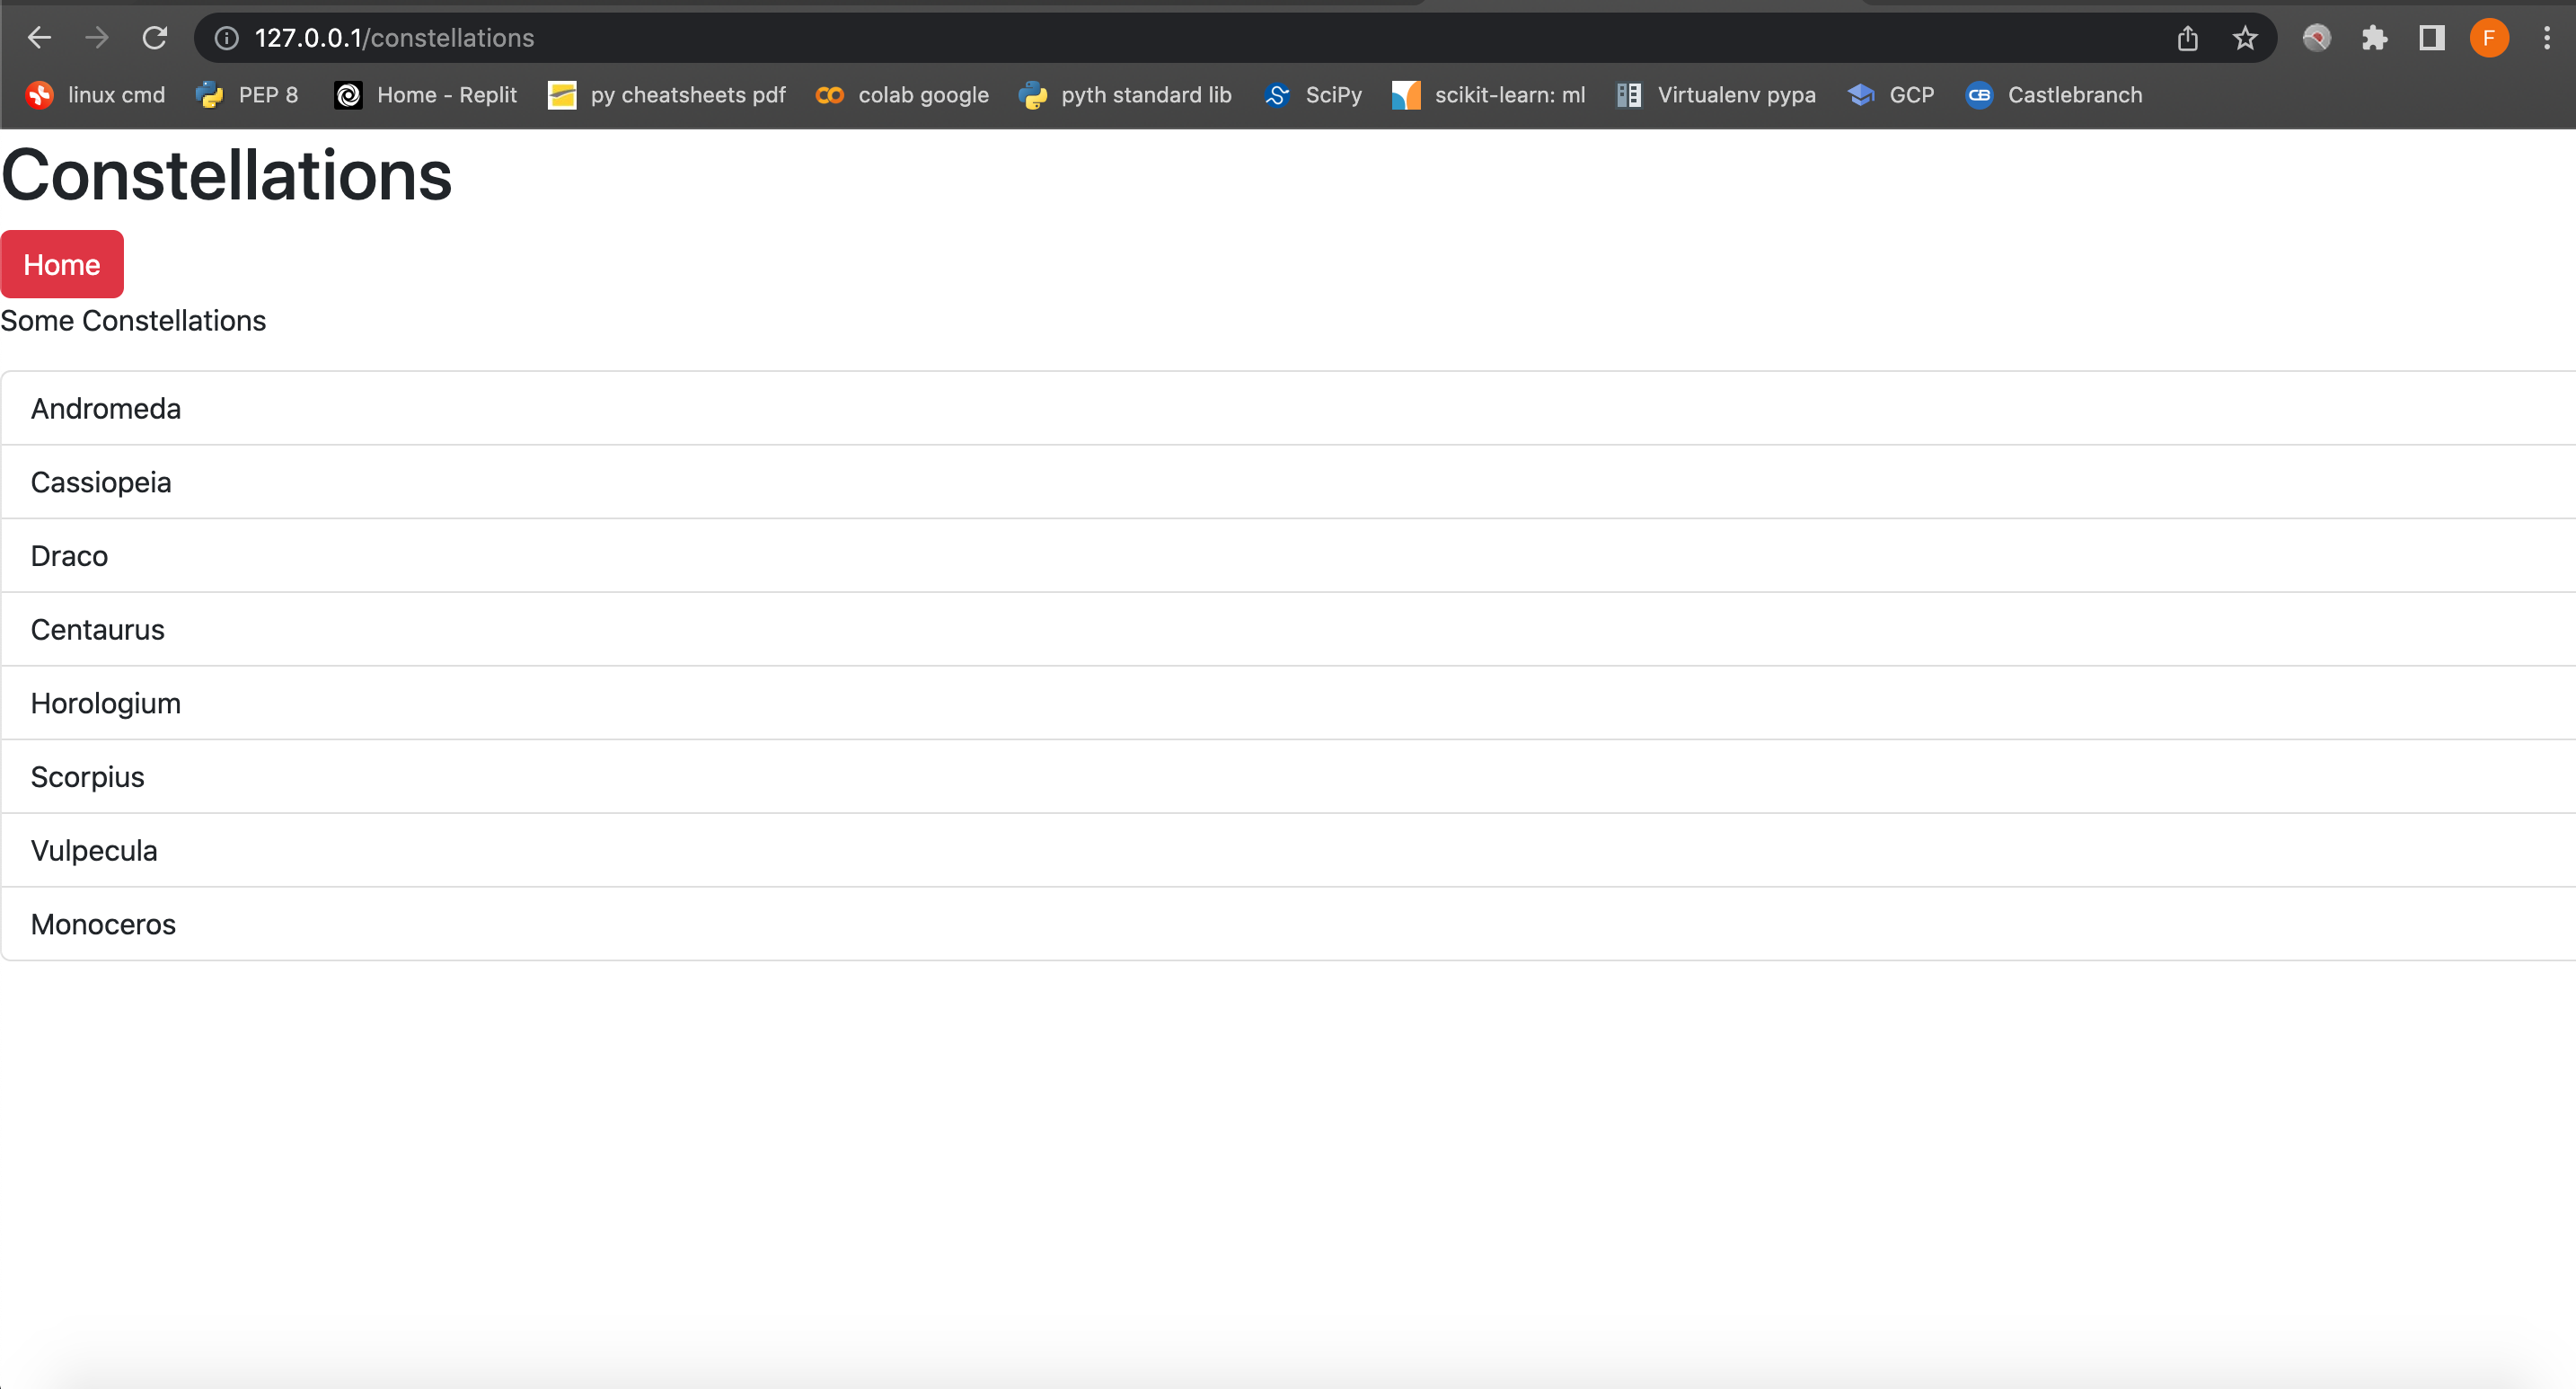 127.0.0.1/constellations
F
linux cmd PEP 8 Home - Replit py cheatsheets pdf CO colab google pyth standard lib SciPy scikit-learn: ml Virtualenv pypa GCP CB Castlebranch
Constellations
Home
Some Constellations
Andromeda
Cassiopeia
Draco
Centaurus
Horologium
Scorpius
Vulpecula
Monoceros